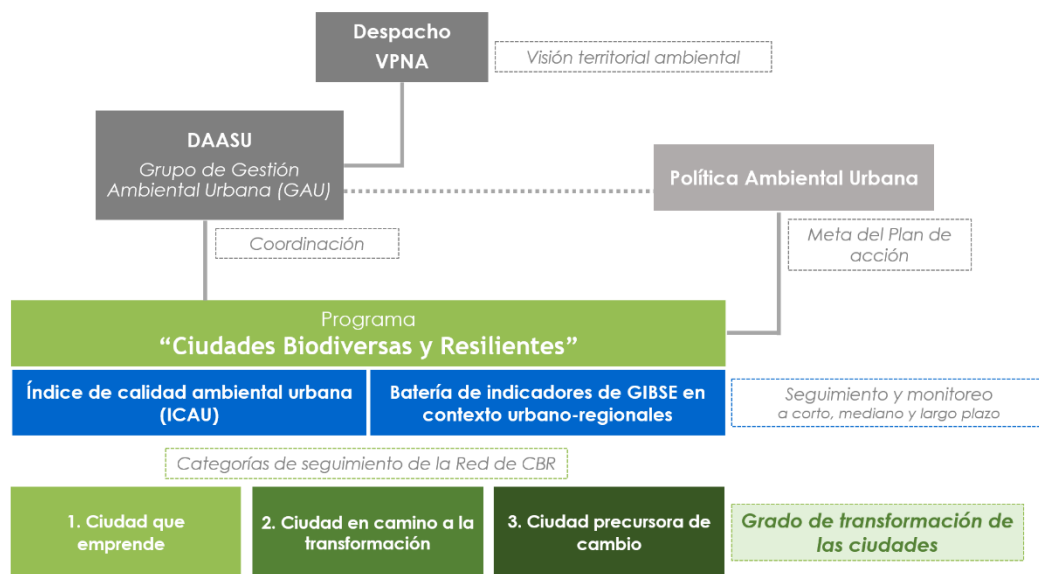 Despacho
VPNA
Visión territorial ambiental
DAASU
Grupo de Gestión
Ambiental Urbana (GAU)
Política Ambiental Urbana
Coordinación
Meta del Plan de
acción
Programa
“Ciudades Biodiversas y Resilientes”
Índice de calidad ambiental urbana
(ICAU)
Batería de indicadores de GIBSE en
contexto urbano-regionales
Seguimiento y monitoreo
a corto, mediano y largo plazo
Categorías de seguimiento de la Red de CBR
1. Ciudad que
emprende
2. Ciudad en camino a la
transformación
3. Ciudad precursora de
cambio
Grado de transformación de
las ciudades